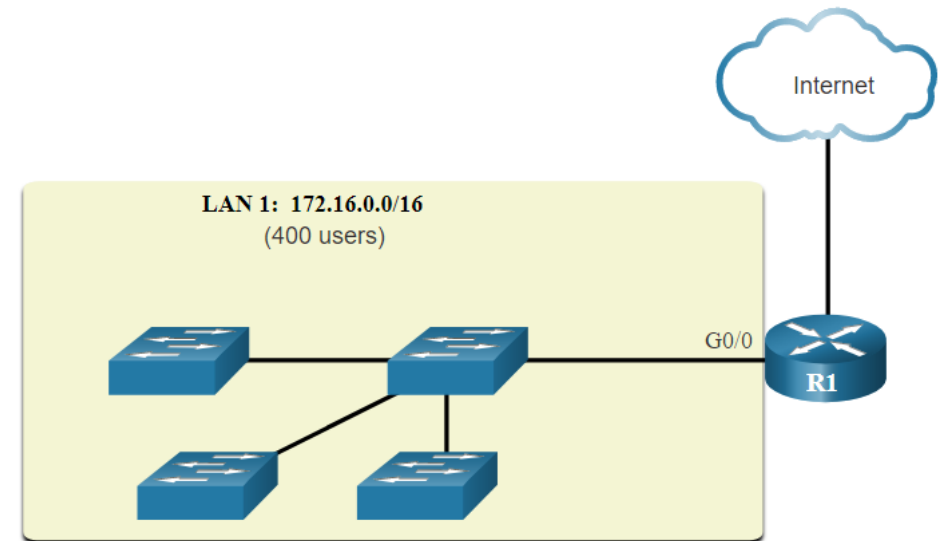 Internet
LAN 1: 172.16.0.0/16
(400 users)
G0/0
R1